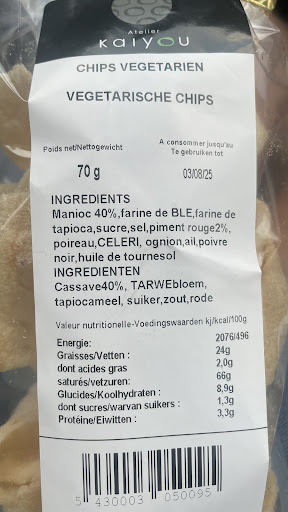 Atelier
KaIYOU
CHIPS VEGETARIEN
VEGETARISCHE CHIPS
Poids net/Nettogewicht
70 g
A consommer jusqu'au
Te gebruiken tot
03/08/25
INGREDIENTS
Manioc 40%,farine de BLE,farine de
tapioca,sucre,sel,piment rouge2%,
poireau,CELERI, ognion,ail,poivre
noir,huile de tournesol
INGREDIENTEN
Cassave40%, TARWEbloem,
tapiocameel, suiker,zout,rode
Valeur nutritionelle-Voedingswaarden kj/kcal/100g
Energie: 2076/496
Graisses/Vetten : 24g
dont acides gras 2,0g
saturés/vetzuren: 66g
Glucides/Koolhydraten : 8,9g
dont sucres/warvan suikers : 1,3g
Protéine/Eiwitten : 3,3g
5 430003 050095